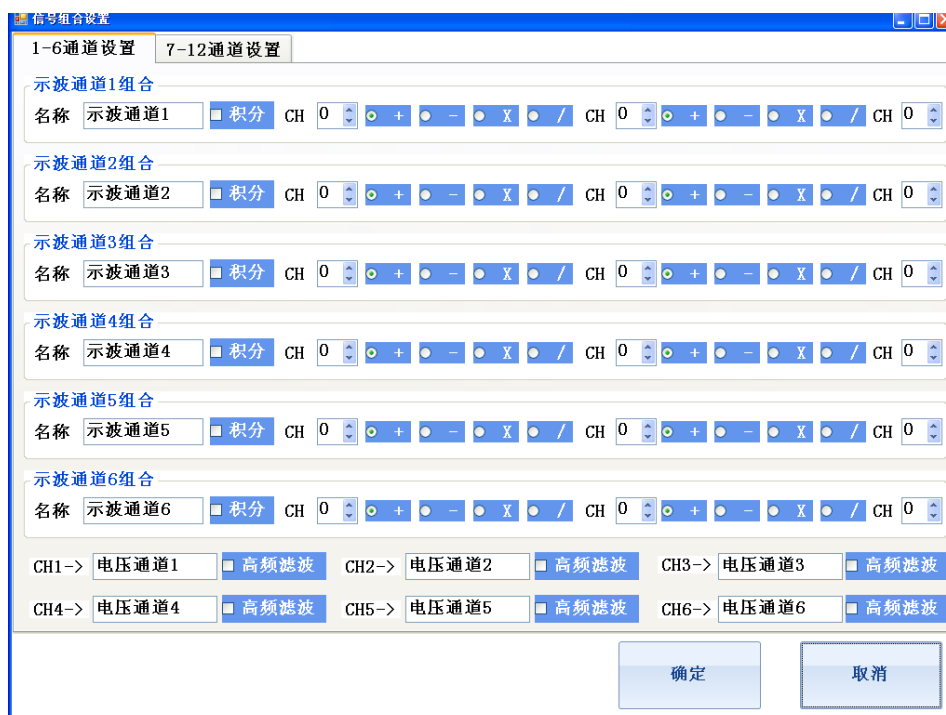 信号组合设置
1-6通道设置 7-12通道设置
示波通道1组合
名称 示波通道1 积分 CH 0 + - X / CH 0 + - X / CH 0
示波通道2组合
名称 示波通道2 积分 CH 0 + - X / CH 0 + - X / CH 0
示波通道3组合
名称 示波通道3 积分 CH 0 + - X / CH 0 + - X / CH 0
示波通道4组合
名称 示波通道4 积分 CH 0 + - X / CH 0 + - X / CH 0
示波通道5组合
名称 示波通道5 积分 CH 0 + - X / CH 0 + - X / CH 0
示波通道6组合
名称 示波通道6 积分 CH 0 + - X / CH 0 + - X / CH 0
CH1-> 电压通道1 高频滤波 CH2-> 电压通道2 高频滤波 CH3-> 电压通道3 高频滤波
CH4-> 电压通道4 高频滤波 CH5-> 电压通道5 高频滤波 CH6-> 电压通道6 高频滤波
确定 取消